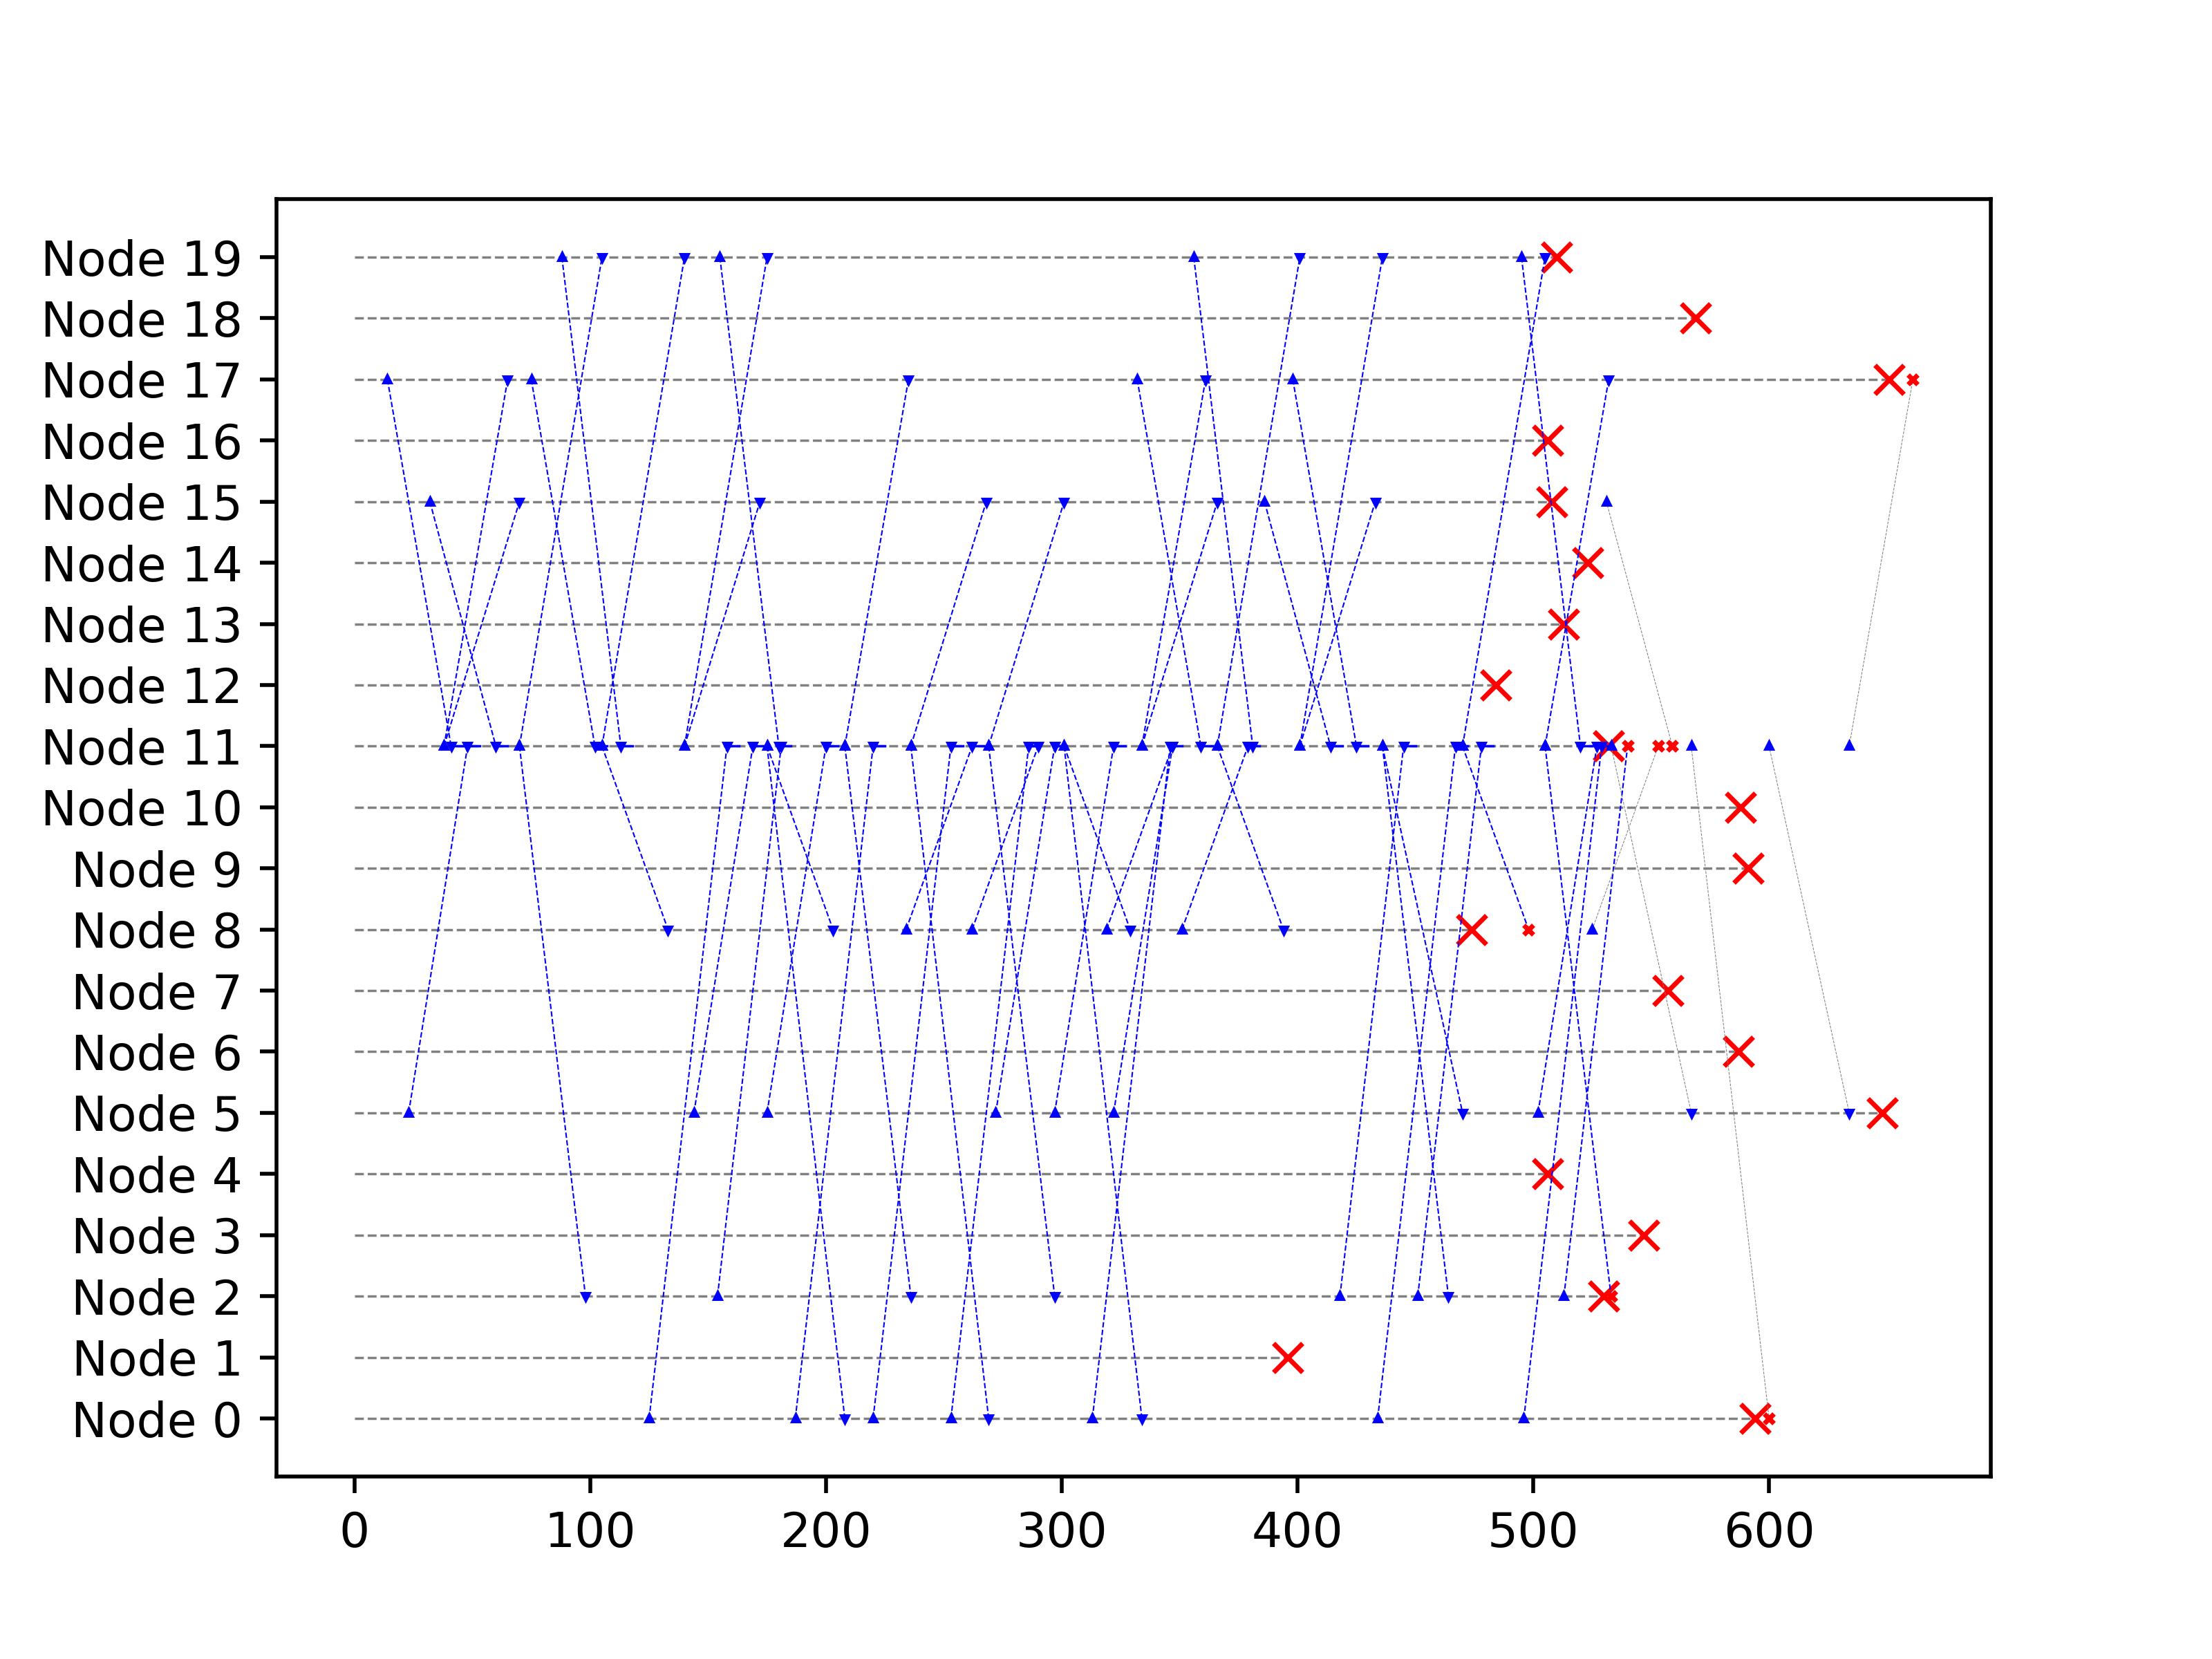 Node 19
Node 18
Node 17
Node 16
Node 15
Node 14
Node 13
Node 12
Node 11
Node 10
Node 9
Node 8
Node 7
Node 6
Node 5
Node 4
Node 3
Node 2
Node 1
Node 0
0 100 200 300 400 500 600